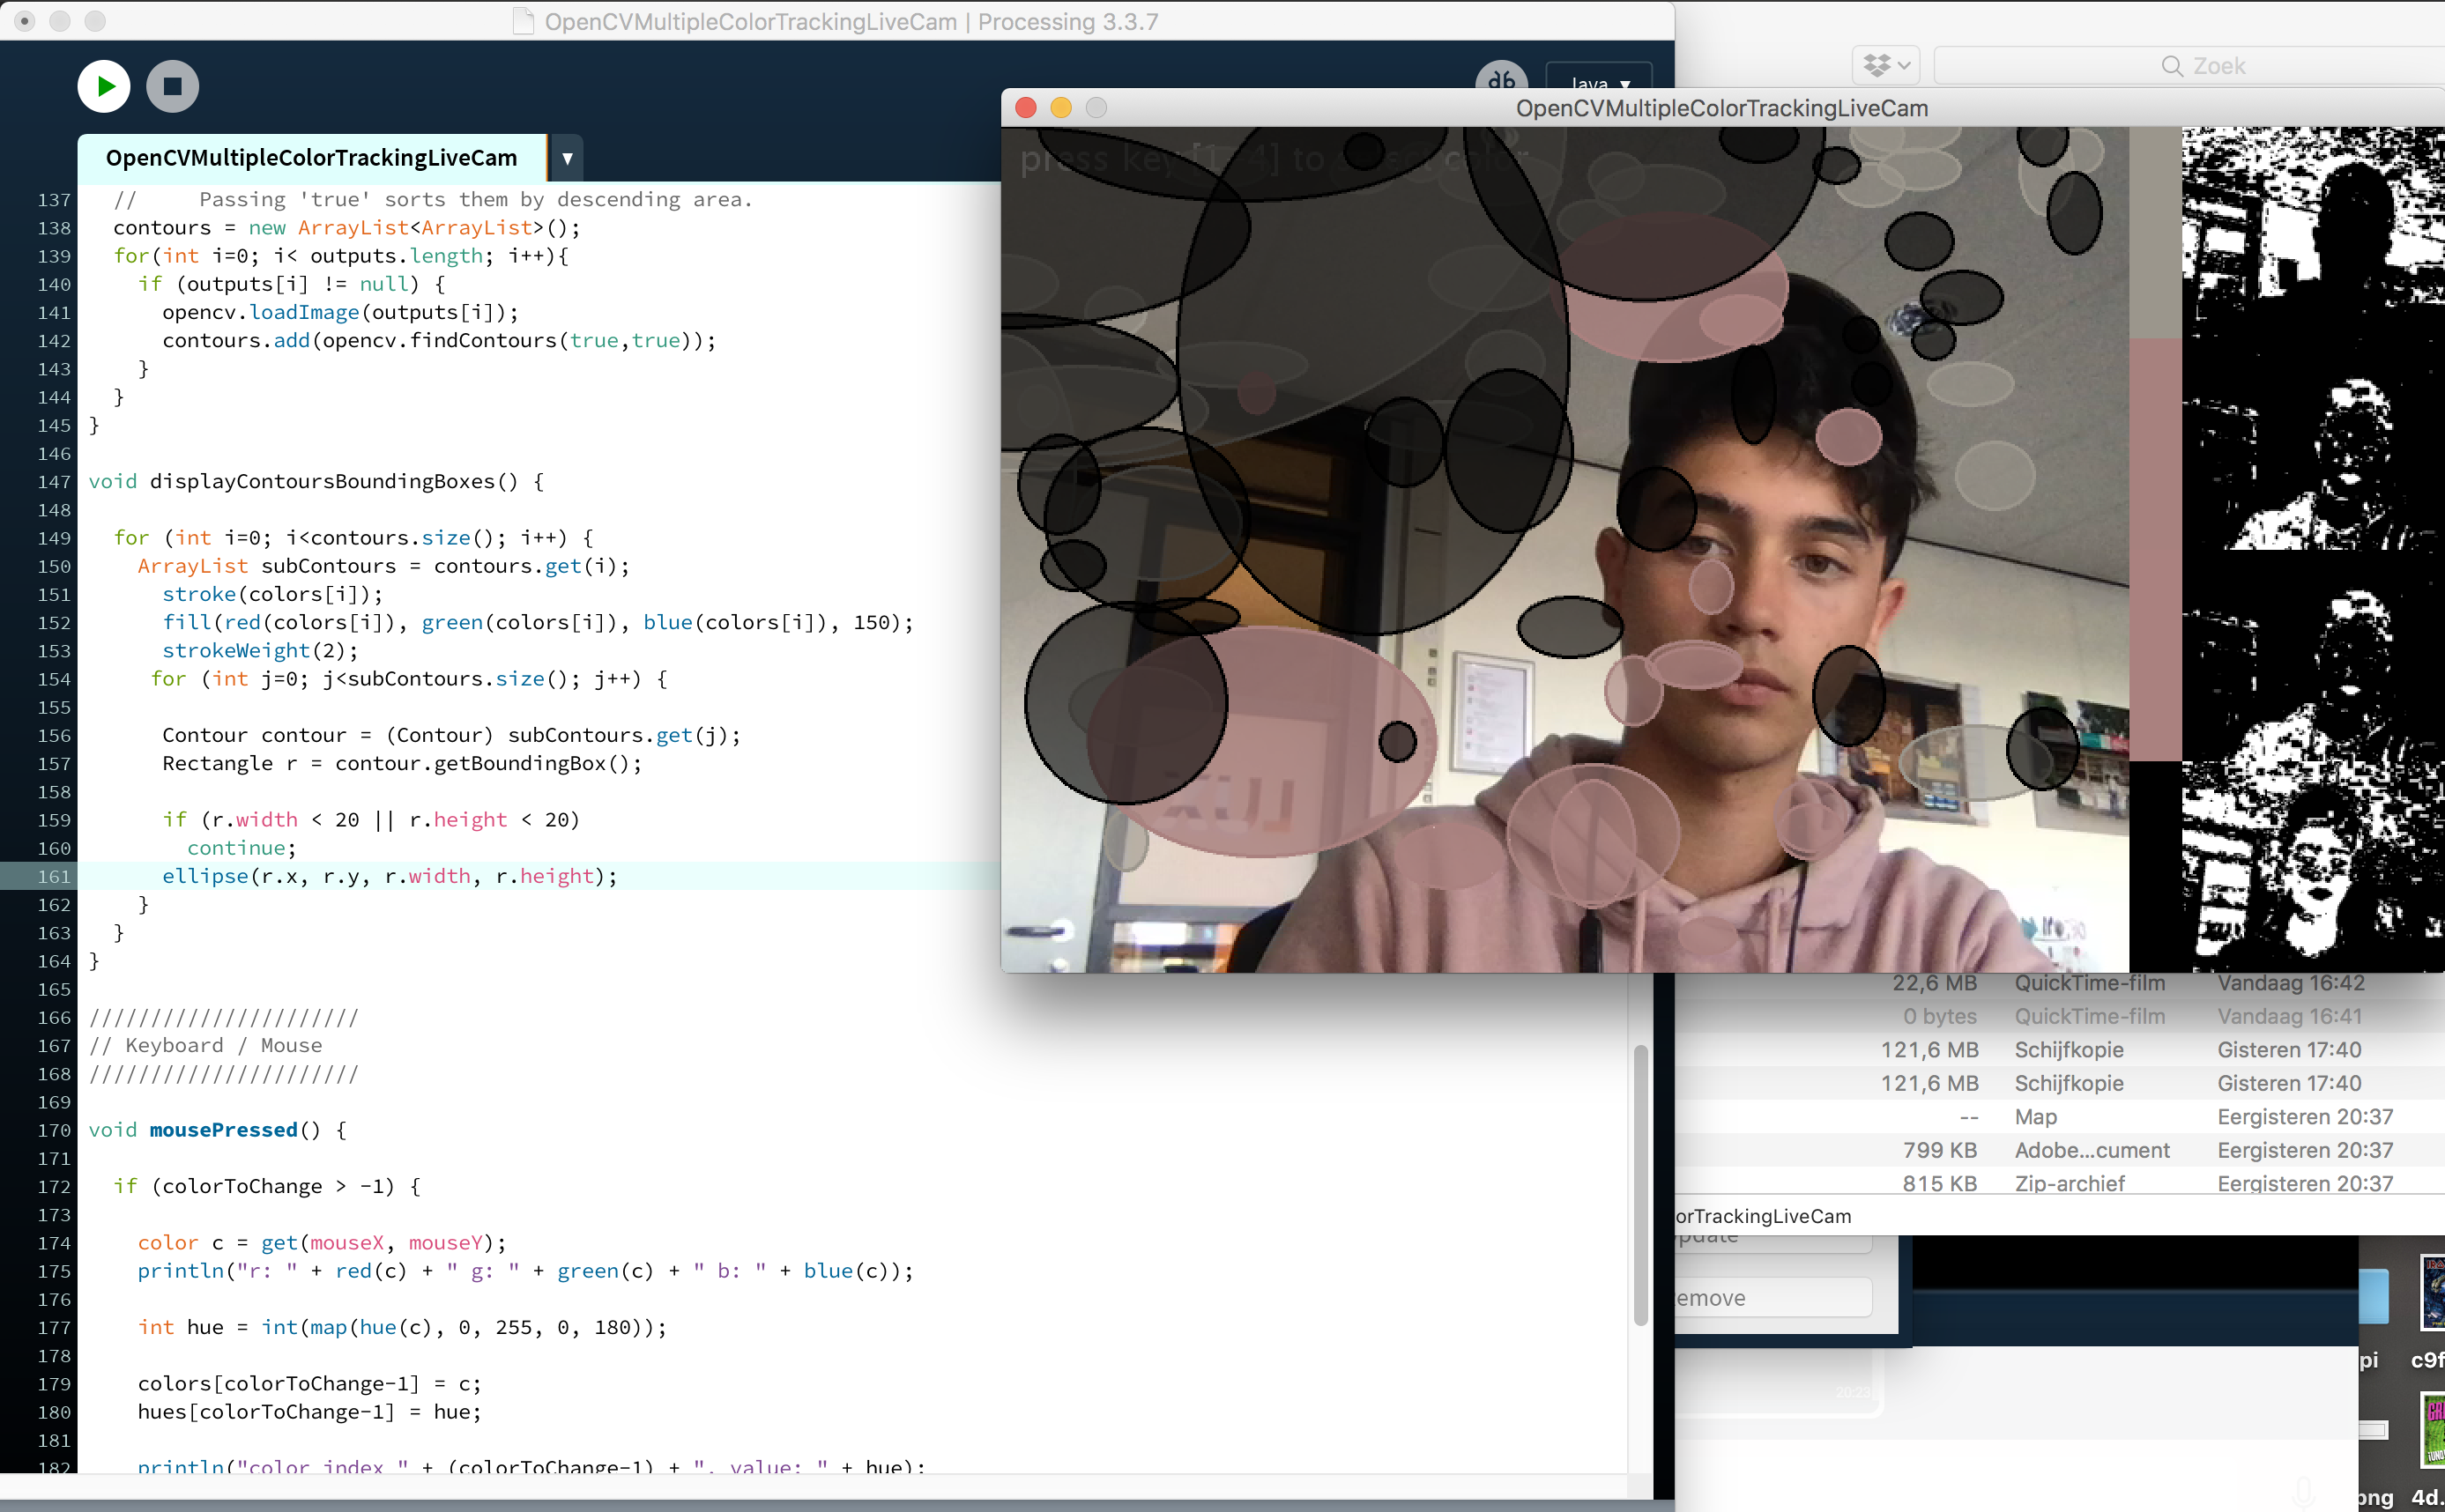 OpenCVMultipleColorTrackingLiveCam | Processing 3.3.7
Java ▼
Zoek
OpenCVMultipleColorTrackingLiveCam
▼
137 //     Passing 'true' sorts them by descending area.
138 contours = new ArrayList<ArrayList>();
139 for(int i=0; i< outputs.length; i++){
140 if (outputs[i] != null) {
141 opencv.loadImage(outputs[i]);
142 contours.add(opencv.findContours(true,true));
143 }
144 }
145 }
146
147 void displayContoursBoundingBoxes() {
148
149 for (int i=0; i<contours.size(); i++) {
150 ArrayList subContours = contours.get(i);
151 stroke(colors[i]);
152 fill(red(colors[i]), green(colors[i]), blue(colors[i]), 150);
153 strokeWeight(2);
154 for (int j=0; j<subContours.size(); j++) {
155
156 Contour contour = (Contour) subContours.get(j);
157 Rectangle r = contour.getBoundingBox();
158
159 if (r.width < 20 || r.height < 20)
160 continue;
161 ellipse(r.x, r.y, r.width, r.height);
162 }
163 }
164 }
165
166 //////////////////////
167 // Keyboard / Mouse
168 //////////////////////
169
170 void mousePressed() {
171
172 if (colorToChange > -1) {
173
174 color c = get(mouseX, mouseY);
175 println("r: " + red(c) + " g: " + green(c) + " b: " + blue(c));
176
177 int hue = int(map(hue(c), 0, 255, 0, 180));
178
179 colors[colorToChange-1] = c;
180 hues[colorToChange-1] = hue;
181
182 println("color index " + (colorToChange-1) + ", value: " + hue);
OpenCVMultipleColorTrackingLiveCam
press key [1-4] to select color
LUX
22,6 MB QuickTime-film Vandaag 16:42
0 bytes QuickTime-film Vandaag 16:41
121,6 MB Schijfkopie Gisteren 17:40
121,6 MB Schijfkopie Gisteren 17:40
-- Map Eergisteren 20:37
799 KB Adobe...cument Eergisteren 20:37
815 KB Zip-archief Eergisteren 20:37
orTrackingLiveCam
pdate
emove
20:23
pi c9f
png 4d.